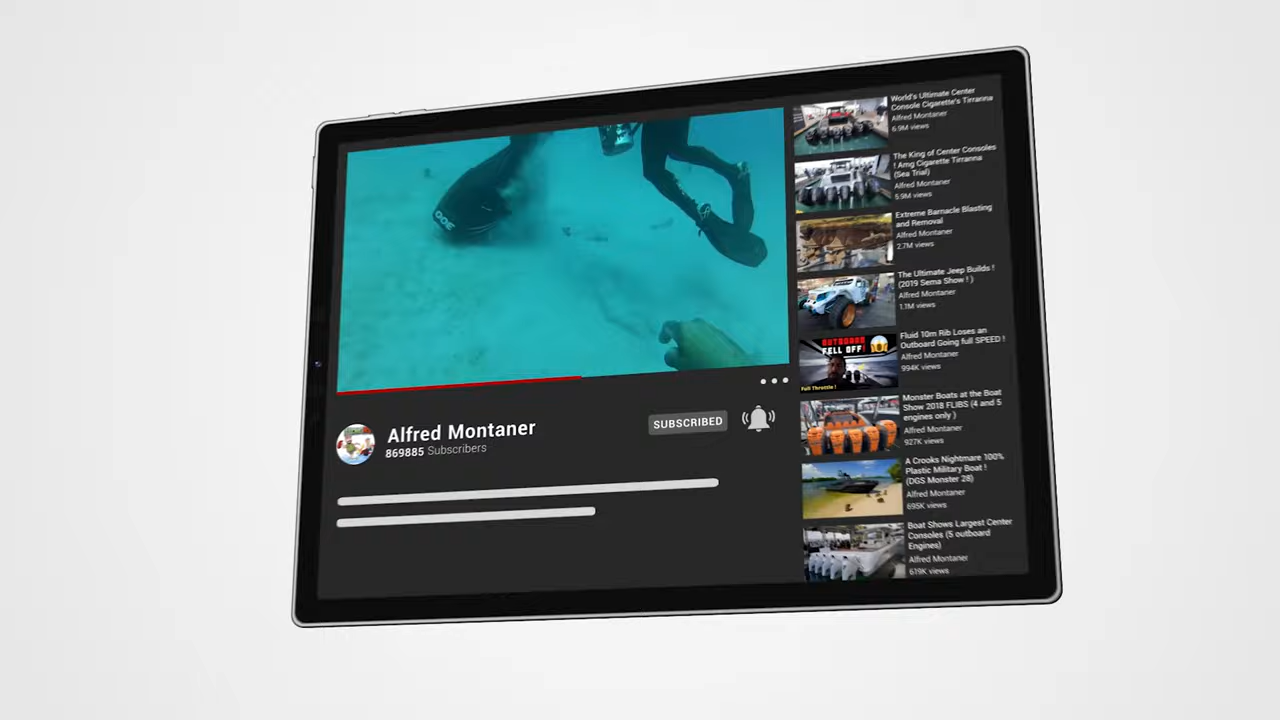 Alfred Montaner
869885 Subscribers
SUBSCRIBED
World's Ultimate Center
Console Cigarette's Tirranna
Alfred Montaner
6.9M views
The King of Center Consoles
! Amg Cigarette Tirranna
(Sea Trial)
Alfred Montaner
5.9M views
Extreme Barnacle Blasting
and Removal
Alfred Montaner
2.7M views
The Ultimate Jeep Builds !
(2019 Sema Show ! )
Alfred Montaner
1.1M views
OUTBOARD
FELL OFF!
Full Throttle !
Fluid 10m Rib Loses an
Outboard Going full SPEED !
Alfred Montaner
994K views
Monster Boats at the Boat
Show 2018 FLIBS (4 and 5
engines only )
Alfred Montaner
927K views
A Crooks Nightmare 100%
Plastic Military Boat !
(DGS Monster 28)
Alfred Montaner
695K views
Boat Shows Largest Center
Consoles (5 outboard
Engines)
Alfred Montaner
619K views